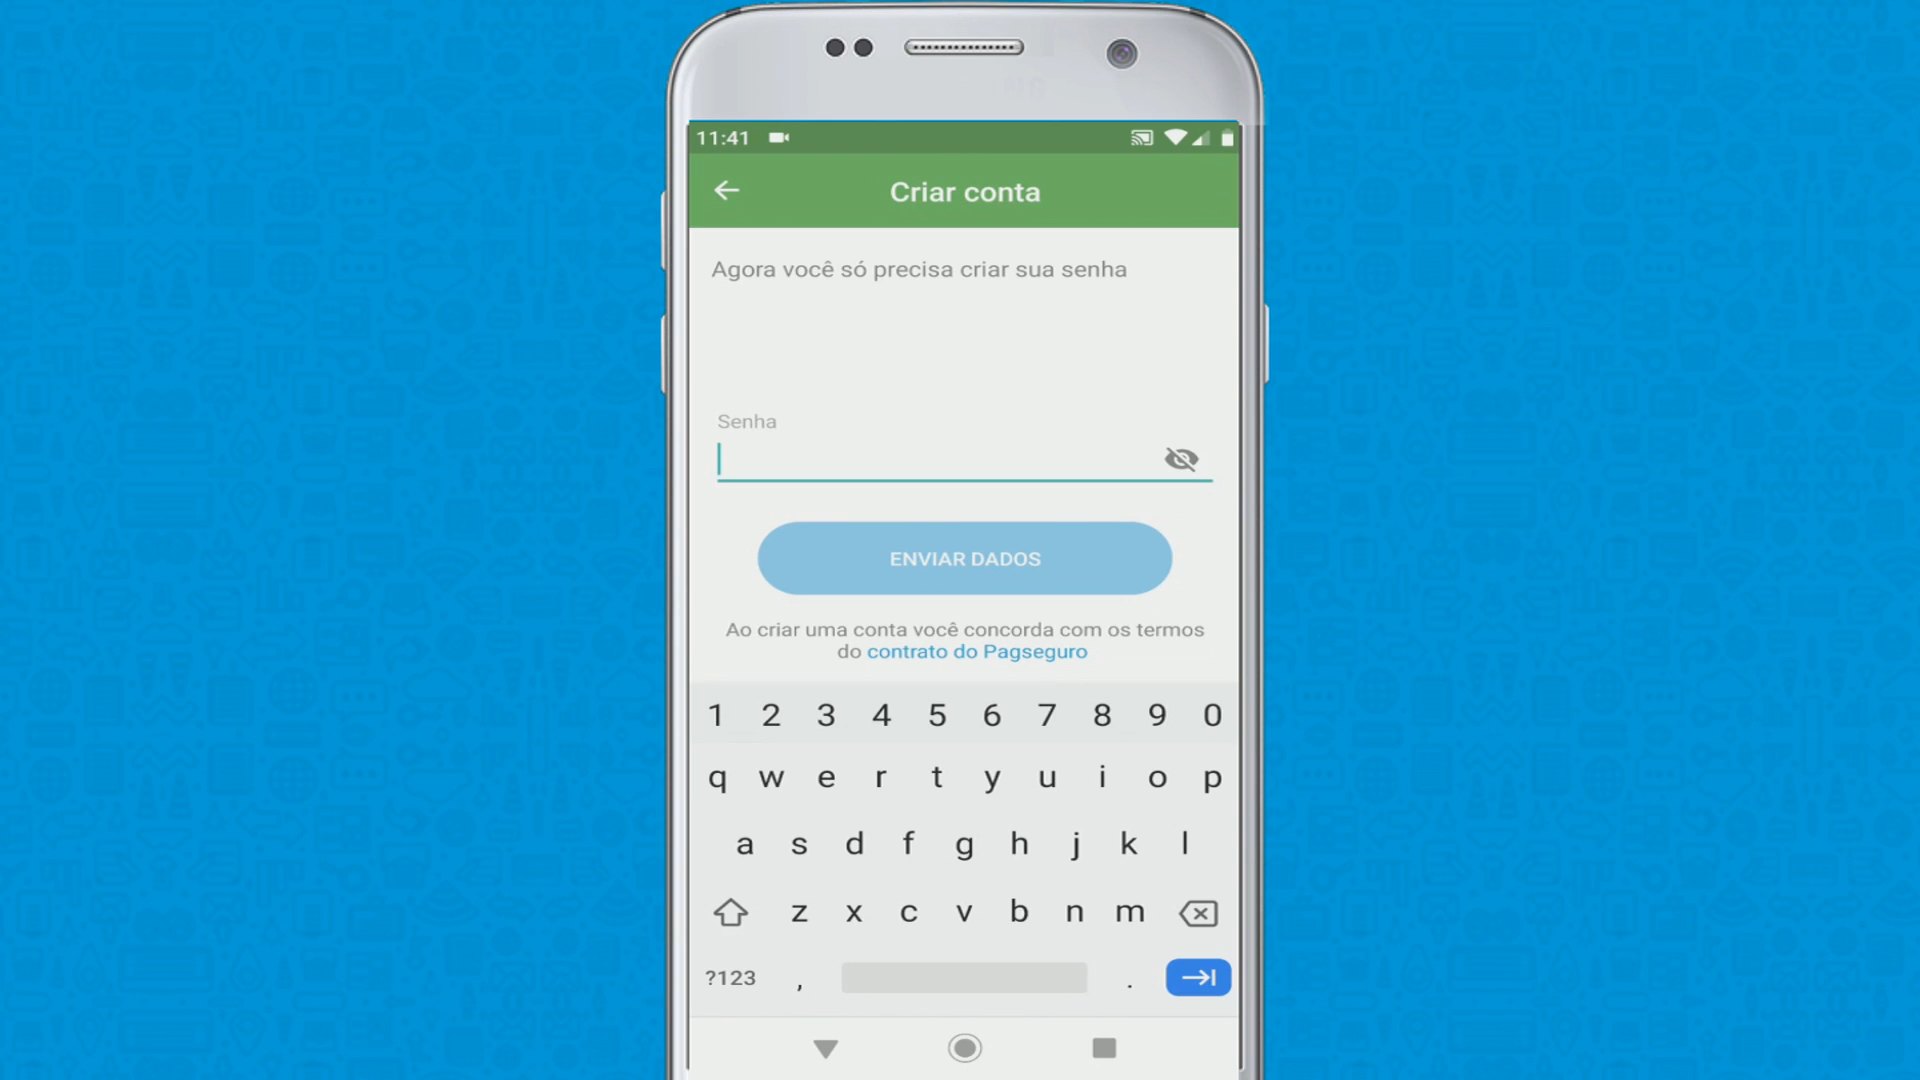 11:41
Criar conta
Agora você só precisa criar sua senha
Senha
ENVIAR DADOS
Ao criar uma conta você concorda com os termos
do contrato do Pagseguro
1 2 3 4 5 6 7 8 9 0
q w e r t y u i o p
a s d f g h j k l
z x c v b n m
?123 , .